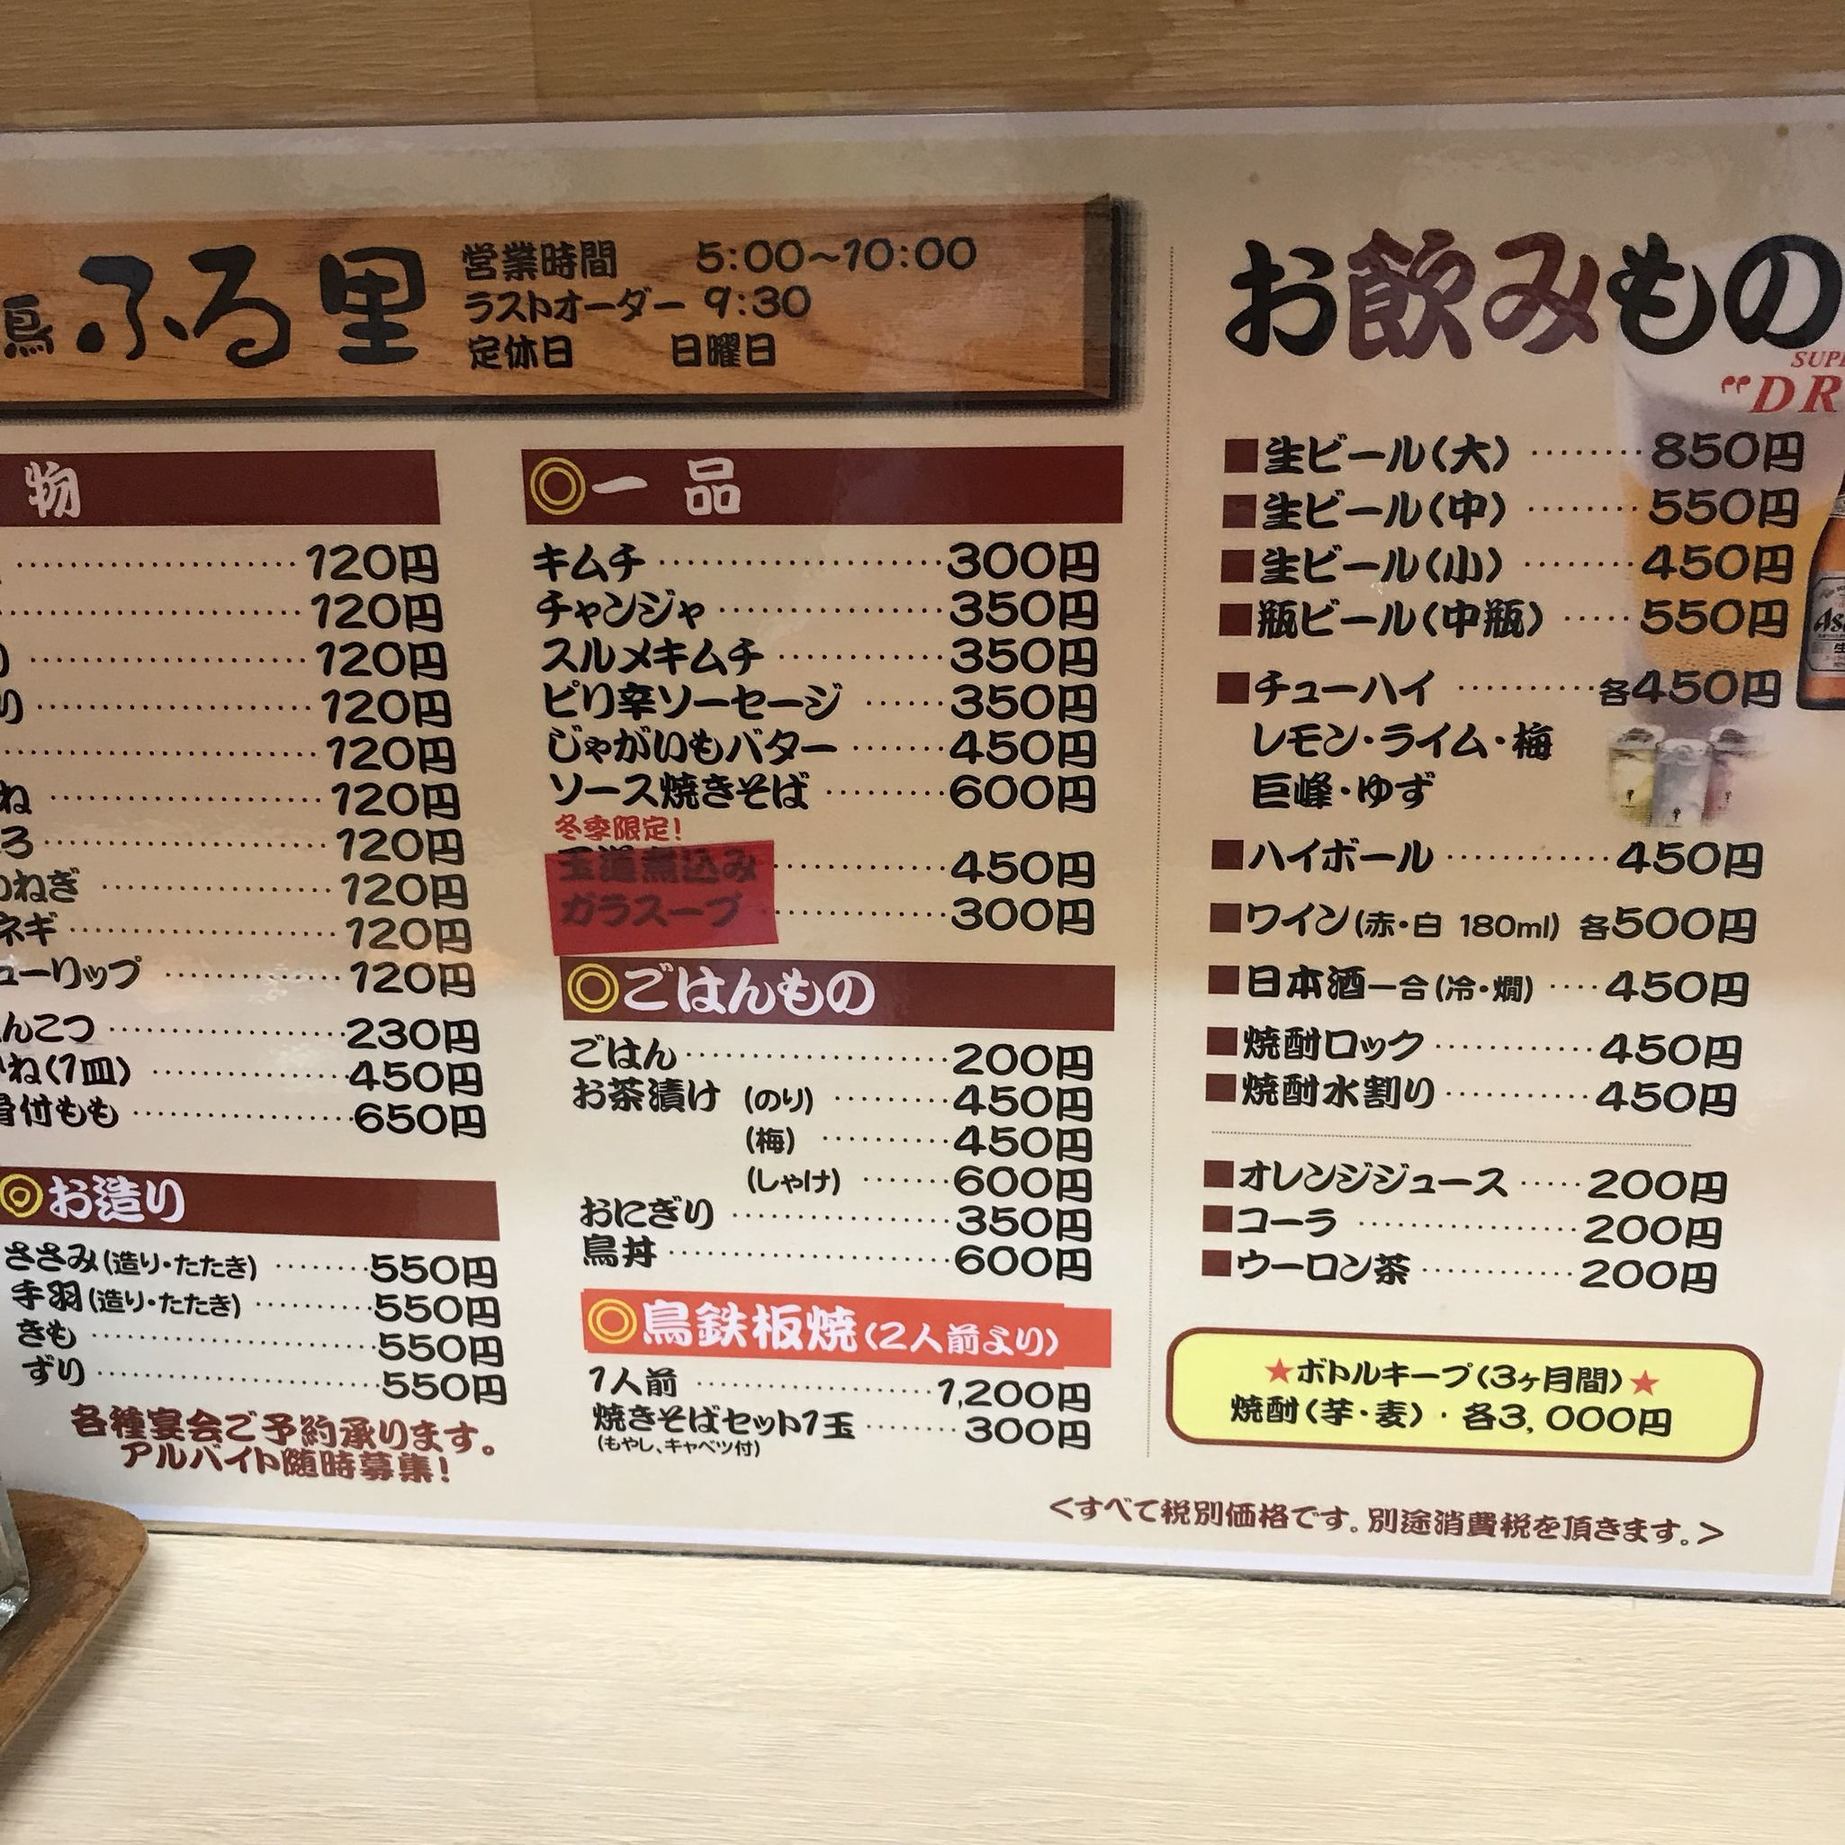 鳥 ふる里
営業時間 5:00〜10:00
ラストオーダー 9:30
定休日 日曜日
物
120円
120円
120円
り 120円
120円
ね 120円
ろ 120円
ねぎ 120円
ネギ 120円
ューリップ 120円
んこつ 230円
ね(1皿) 450円
骨付もも 650円
◎お造り
ささみ(造り・たたき) 550円
手羽(造り・たたき) 550円
きも 550円
ずり 550円
各種宴会ご予約承ります。
アルバイト随時募集!
◎一品
キムチ 300円
チャンジャ 350円
スルメキムチ 350円
ピリ辛ソーセージ 350円
じゃがいもバター 450円
ソース焼きそば 600円
冬季限定!
玉道煮込み 450円
ガラスープ 300円
◎ごはんもの
ごはん 200円
お茶漬け (のり) 450円
(梅) 450円
(しゃけ) 600円
おにぎり 350円
鳥丼 600円
◎鳥鉄板焼(2人前より)
1人前 1,200円
焼きそばセット1玉 300円
(もやし、キャベツ付)
お飲みもの
"DR
■生ビール(大) 850円
■生ビール(中) 550円
■生ビール(小) 450円
■瓶ビール(中瓶) 550円
■チューハイ 各450円
レモン・ライム・梅
巨峰・ゆず
■ハイボール 450円
■ワイン(赤・白 180ml) 各500円
■日本酒一合(冷・燗) 450円
■焼酎ロック 450円
■焼酎水割り 450円
■オレンジジュース 200円
■コーラ 200円
■ウーロン茶 200円
★ボトルキープ(3ヶ月間)★
焼酎(芋・麦)・各3,000円
<すべて税別価格です。別途消費税を頂きます。>